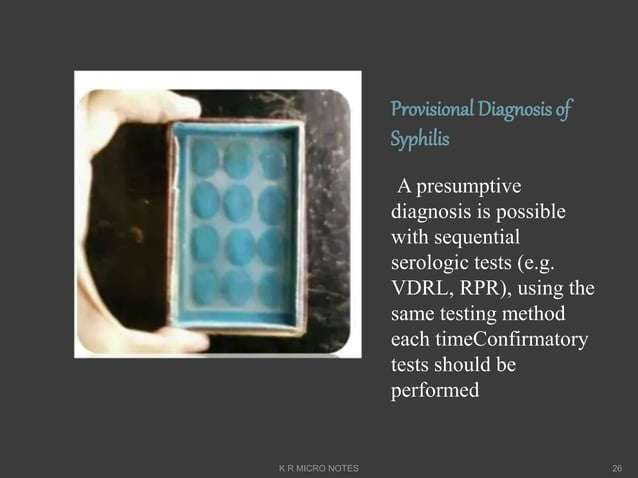 Provisional Diagnosis of
Syphilis
A presumptive
diagnosis is possible
with sequential
serologic tests (e.g.
VDRL, RPR), using the
same testing method
each timeConfirmatory
tests should be
performed
K R MICRO NOTES
26